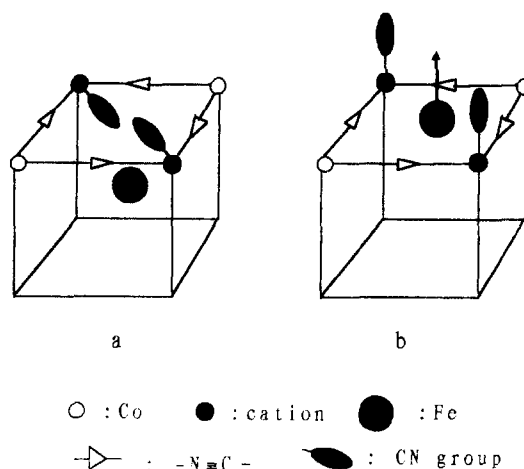 a b
: Co : cation : Fe
: -N≡C- : CN group